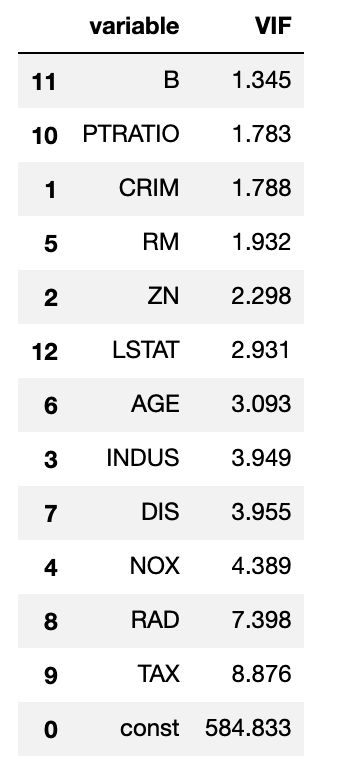 variable VIF
11 B 1.345
10 PTRATIO 1.783
1 CRIM 1.788
5 RM 1.932
2 ZN 2.298
12 LSTAT 2.931
6 AGE 3.093
3 INDUS 3.949
7 DIS 3.955
4 NOX 4.389
8 RAD 7.398
9 TAX 8.876
0 const 584.833